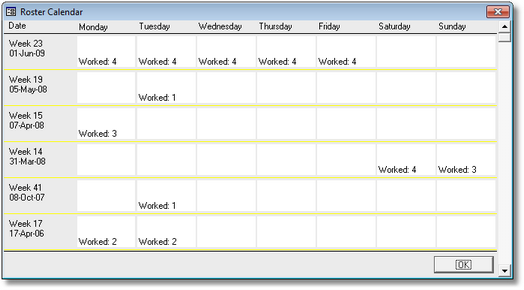 Roster Calendar
Date Monday Tuesday Wednesday Thursday Friday Saturday Sunday
Week 23
01-Jun-09
Worked: 4 Worked: 4 Worked: 4 Worked: 4 Worked: 4
Week 19
05-May-08
Worked: 1
Week 15
07-Apr-08
Worked: 3
Week 14
31-Mar-08
Worked: 4 Worked: 3
Week 41
08-Oct-07
Worked: 1
Week 17
17-Apr-06
Worked: 2 Worked: 2
OK